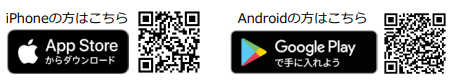 iPhoneの方はこちら
App Store
からダウンロード
Androidの方はこちら
Google Play
で手に入れよう